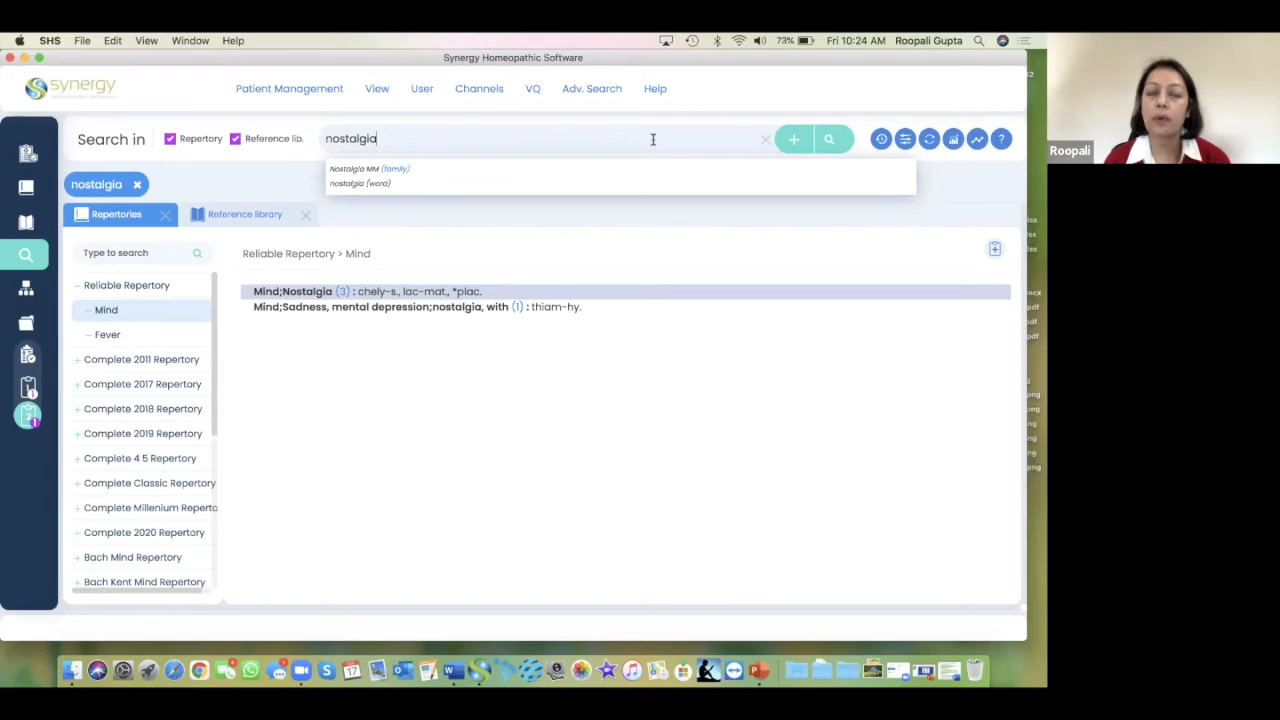 SHS File Edit View Window Help
73% Fri 10:24 AM Roopali Gupta
Synergy Homeopathic Software
synergy
Patient Management View User Channels VQ Adv. Search Help
Search in Repertory Reference lib. nostalgia
Nostalgia MM (family)
nostalgia (word)
nostalgia
Repertories Reference library
Type to search
Reliable Repertory > Mind
Reliable Repertory
Mind
Fever
Complete 2011 Repertory
Complete 2017 Repertory
Complete 2018 Repertory
Complete 2019 Repertory
Complete 4 5 Repertory
Complete Classic Repertory
Complete Millenium Reperto
Complete 2020 Repertory
Bach Mind Repertory
Bach Kent Mind Repertory
Mind;Nostalgia (3) : chely-s., lac-mat., *plac.
Mind;Sadness, mental depression;nostalgia, with (1) : thiam-hy.
Roopali